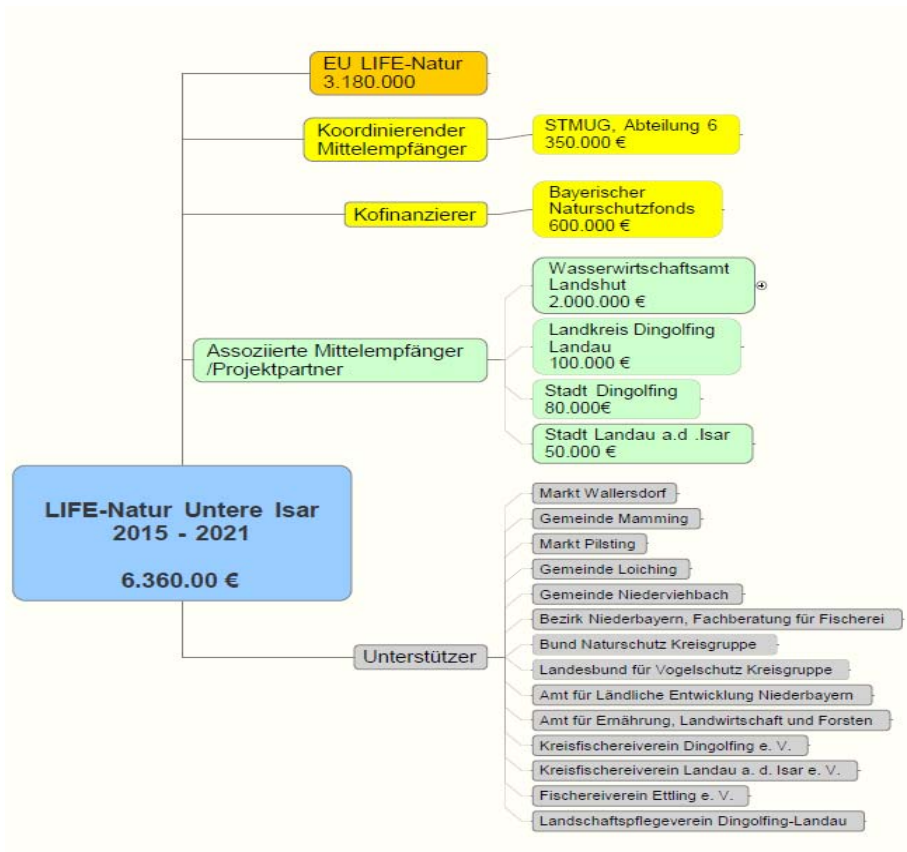 EU LIFE-Natur
3.180.000
Koordinierender
Mittelempfänger
STMUG, Abteilung 6
350.000 €
Kofinanzierer
Bayerischer
Naturschutzfonds
600.000 €
Assoziierte Mittelempfänger
/Projektpartner
Wasserwirtschaftsamt
Landshut
2.000.000 €
Landkreis Dingolfing
Landau
100.000 €
Stadt Dingolfing
80.000€
Stadt Landau a.d .Isar
50.000 €
LIFE-Natur Untere Isar
2015 - 2021
6.360.00 €
Unterstützer
Markt Wallersdorf
Gemeinde Mamming
Markt Pilsting
Gemeinde Loiching
Gemeinde Niederviehbach
Bezirk Niederbayern, Fachberatung für Fischerei
Bund Naturschutz Kreisgruppe
Landesbund für Vogelschutz Kreisgruppe
Amt für Ländliche Entwicklung Niederbayern
Amt für Ernährung, Landwirtschaft und Forsten
Kreisfischereiverein Dingolfing e. V.
Kreisfischereiverein Landau a. d. Isar e. V.
Fischereiverein Ettling e. V.
Landschaftspflegeverein Dingolfing-Landau